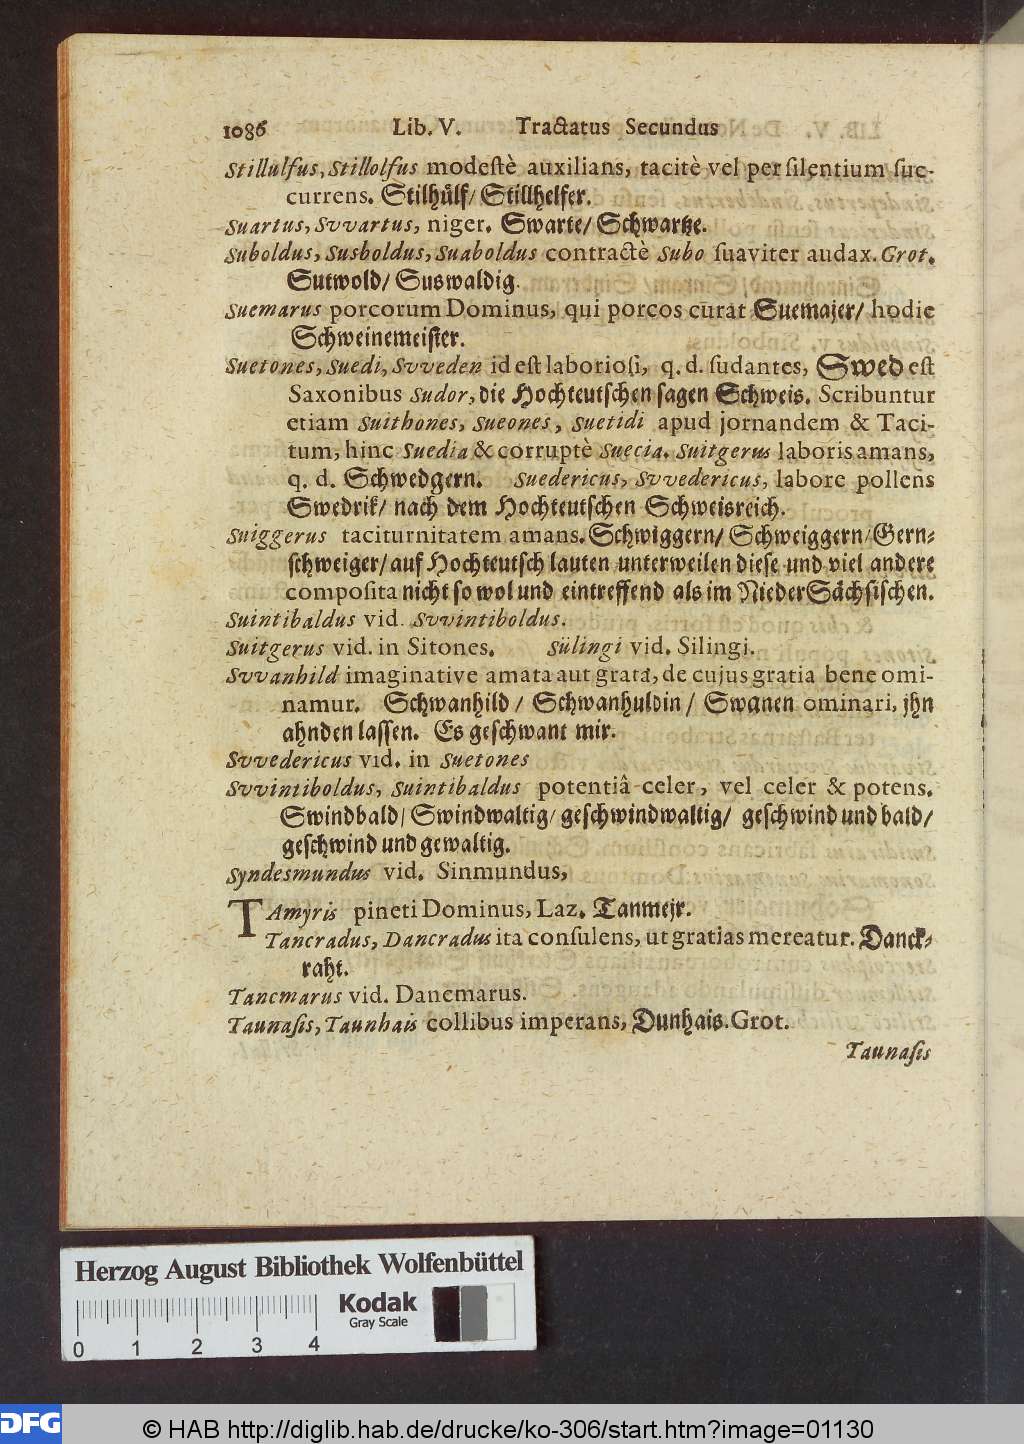 1086 Lib. V. Tractatus Secundus
Stillulfus, Stillolfus modestè auxilians, tacitè vel per silentium suc-
currens. Stilhülf/ Stillhelfer.
Suartus, Svvartus, niger. Swarte/ Schwartze.
Suboldus, Susboldus, Suaboldus contractè Subo suaviter audax. Grot.
Sutwold/ Suswaldig.
Suemarus porcorum Dominus, qui porcos curat Suemajer/ hodie
Schweinemeister.
Suetones, Suedi, Svveden id est laboriosi, q. d. sudantes, Swed est
Saxonibus Sudor, die Hochteutschen sagen Schweis. Scribuntur
etiam Suithones, Sueones, Suetidi apud jornandem & Taci-
tum, hinc Suedia & corruptè Suecia. Suitgerus laboris amans,
q. d. Schwedgern. Suedericus, Svvedericus, labore pollens
Swedrik/ nach dem Hochteutschen Schweisreich.
Suiggerus taciturnitatem amans. Schwiggern/ Schweiggern/ Gern-
schweiger/ auf Hochteutsch lauten unterweilen diese und viel andere
composita nicht so wol und eintreffend als im NiederSächsischen.
Suintibaldus vid. Svvintiboldus.
Suitgerus vid. in Sitones. Sülingi vid. Silingi.
Svvanhild imaginative amata aut grata, de cujus gratia bene omi-
namur. Schwanhild/ Schwanhuldin/ Swanen ominari, jhn
ahnden lassen. Es geschwant mir.
Svvedericus vid. in Suetones
Svvintiboldus, Suintibaldus potentiâ celer, vel celer & potens.
Swindbald/ Swindwaltig/ geschwindwaltig/ geschwind und bald/
geschwind und gewaltig.
Syndesmundus vid. Sinmundus,
TAmyris pineti Dominus, Laz. Tanmejr.
Tancradus, Dancradus ita consulens, ut gratias mereatur. Danck-
raht.
Tancmarus vid. Dancmarus.
Taunasis, Taunhais collibus imperans, Dunhais. Grot.
Taunasis
Herzog August Bibliothek Wolfenbüttel
Kodak
Gray Scale
0 1 2 3 4
DFG © HAB http://diglib.hab.de/drucke/ko-306/start.htm?image=01130